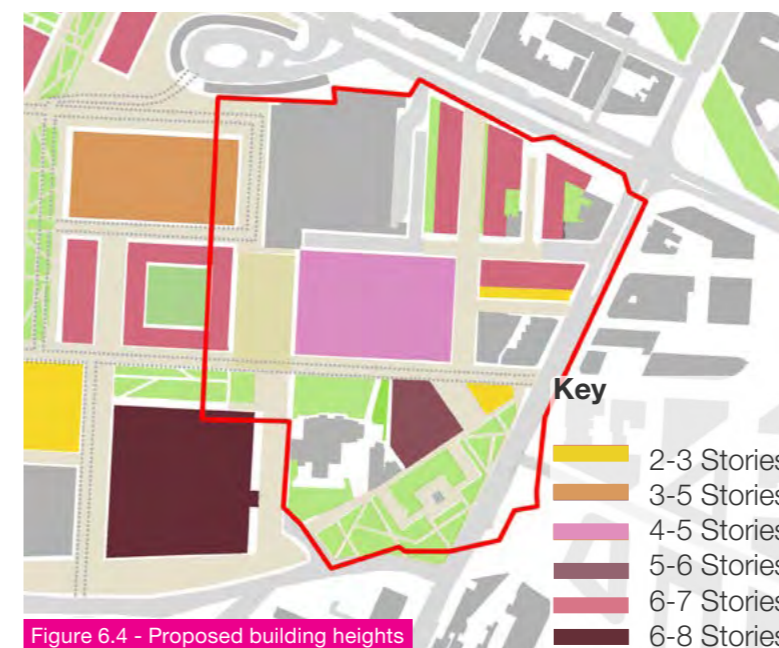 Key
2-3 Stories
3-5 Stories
4-5 Stories
5-6 Stories
6-7 Stories
6-8 Stories
Figure 6.4 - Proposed building heights